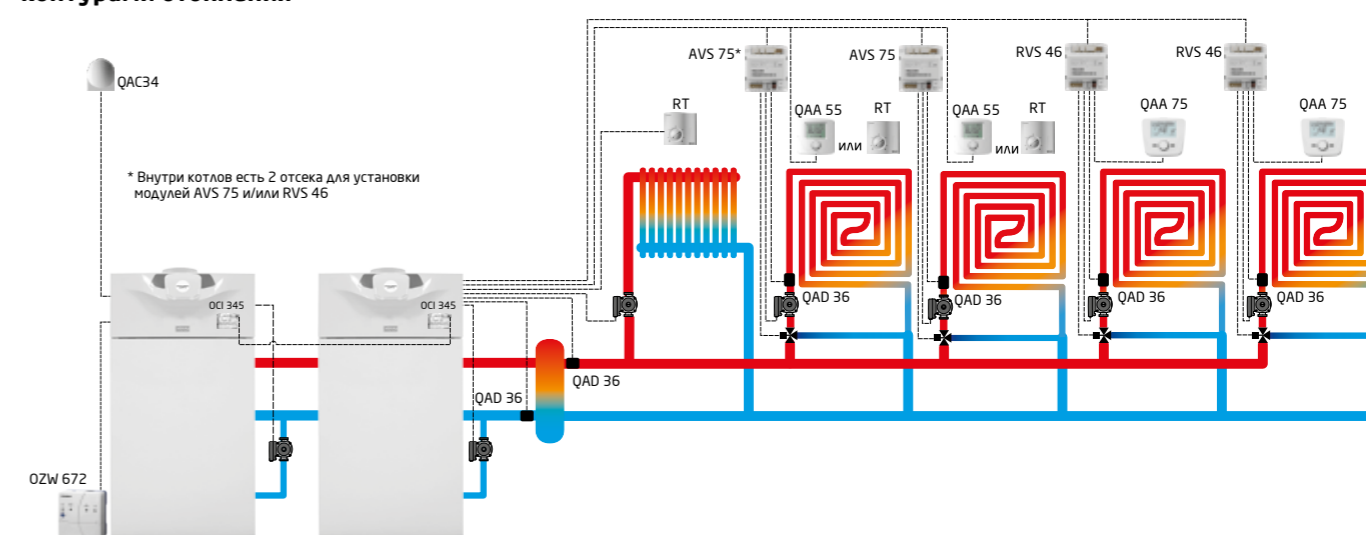 AVS 75*
AVS 75
RVS 46
RVS 46
QAC34
RT
QAA 55
RT
QAA 55
RT
QAA 75
QAA 75
или
или
* Внутри котлов есть 2 отсека для установки
модулей AVS 75 и/или RVS 46
OCI 345
OCI 345
QAD 36
QAD 36
QAD 36
QAD 36
QAD 36
QAD 36
OZW 672